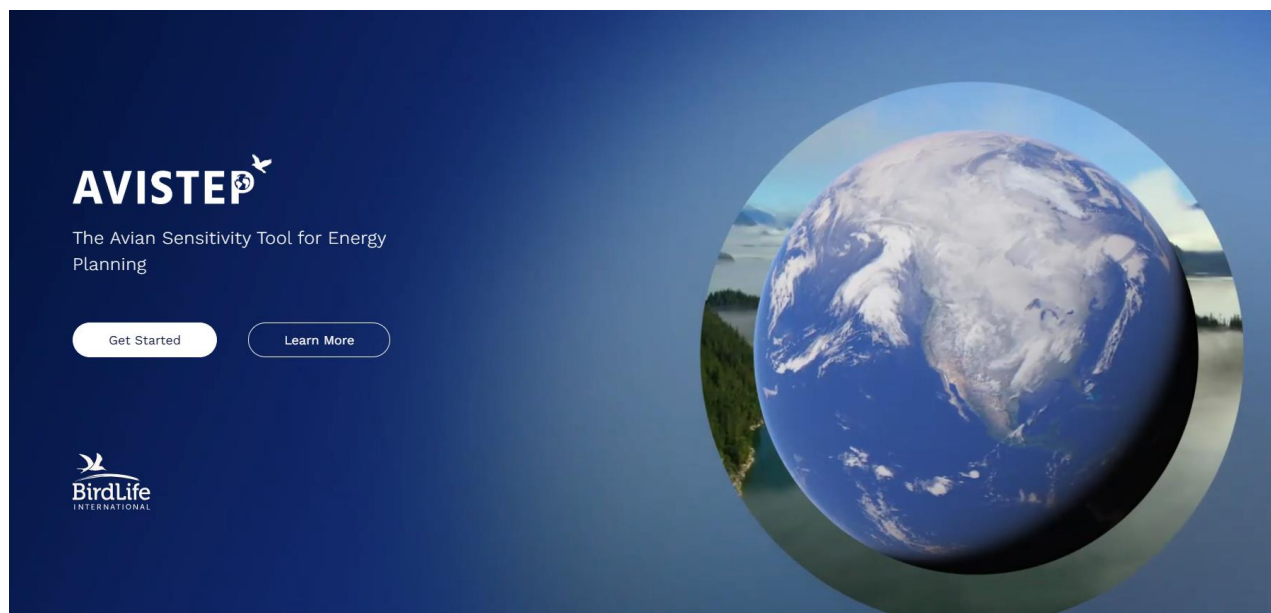 AVISTEP
The Avian Sensitivity Tool for Energy
Planning
Get Started
Learn More
BirdLife
INTERNATIONAL